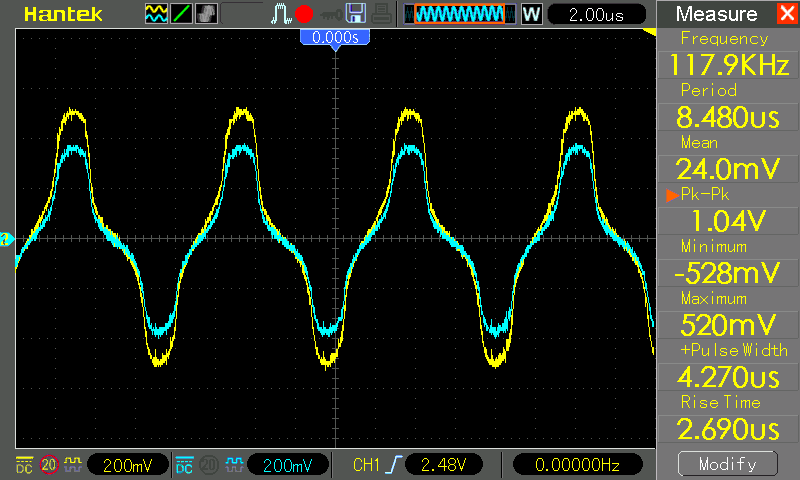 Hantek W 2.00us
0.000s
Measure
Frequency
117.9KHz
Period
8.480us
Mean
24.0mV
Pk-Pk
1.04V
Minimum
-528mV
Maximum
520mV
+Pulse Width
4.270us
Rise Time
2.690us
Modify
2
DC 20 200mV DC 20 200mV CH1 2.48V 0.00000Hz